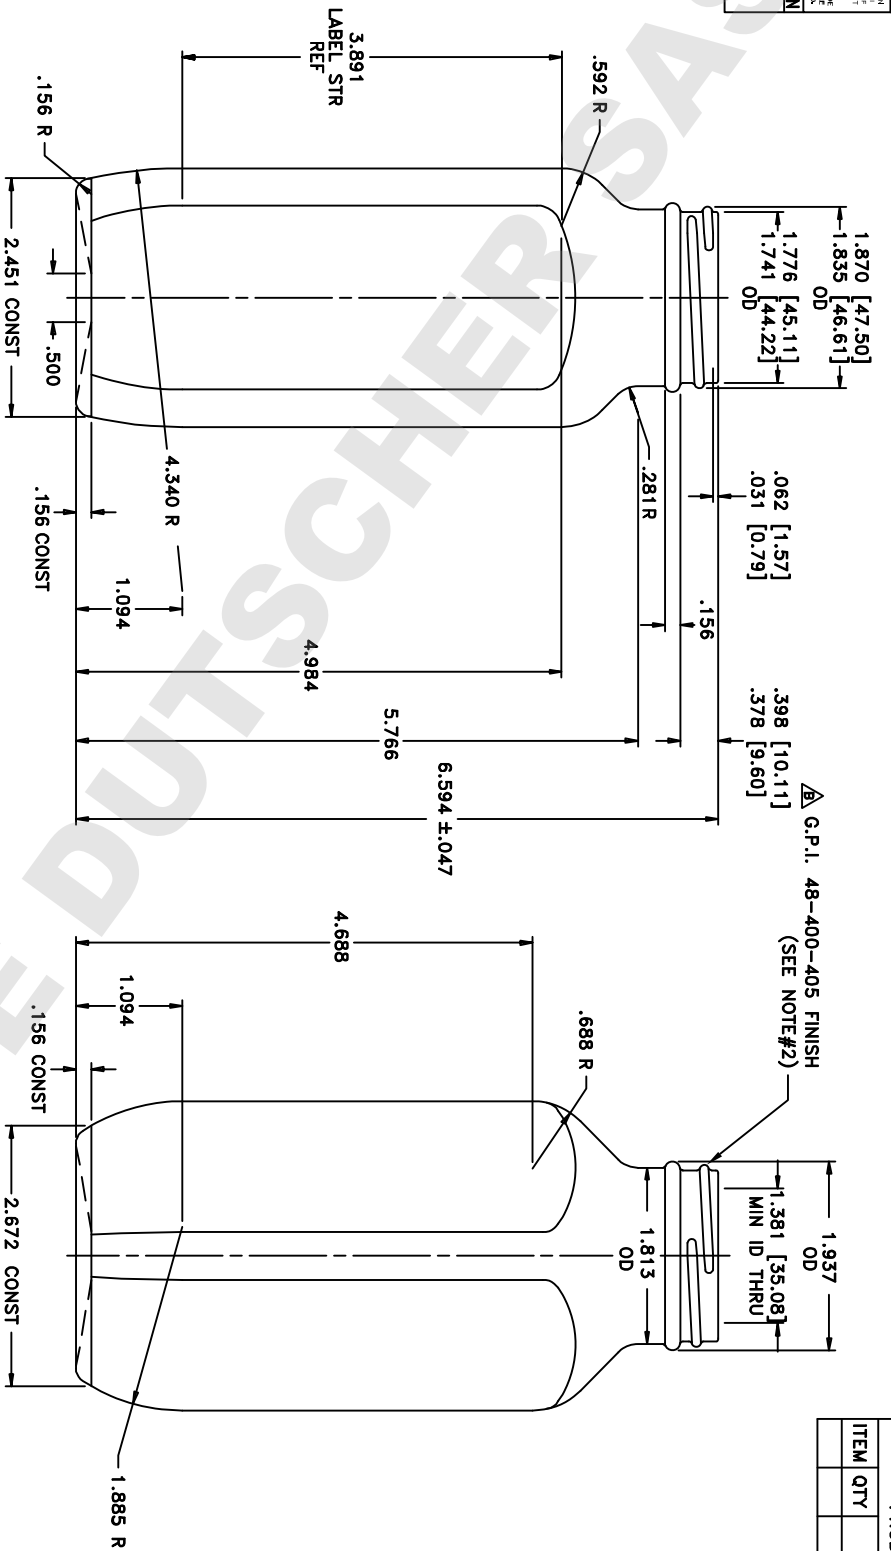 1.870 [47.50]
1.835 [46.61]
OD
1.776 [45.11]
1.741 [44.22]
OD
.592 R
3.891
LABEL STR
REF
.156 R
2.451 CONST
.500
.156 CONST
4.340 R
1.094
.281 R
.062 [1.57]
.031 [0.79]
.156
4.984
5.766
.398 [10.11]
.378 [9.60]
6.594 ±.047
B G.P.I. 48-400-405 FINISH
(SEE NOTE#2)
4.688
1.094
.156 CONST
.688 R
1.937
OD
1.381 [35.08]
MIN ID THRU
1.813
OD
2.672 CONST
1.885 R
ITEM QTY
E DUTSCHER SAS